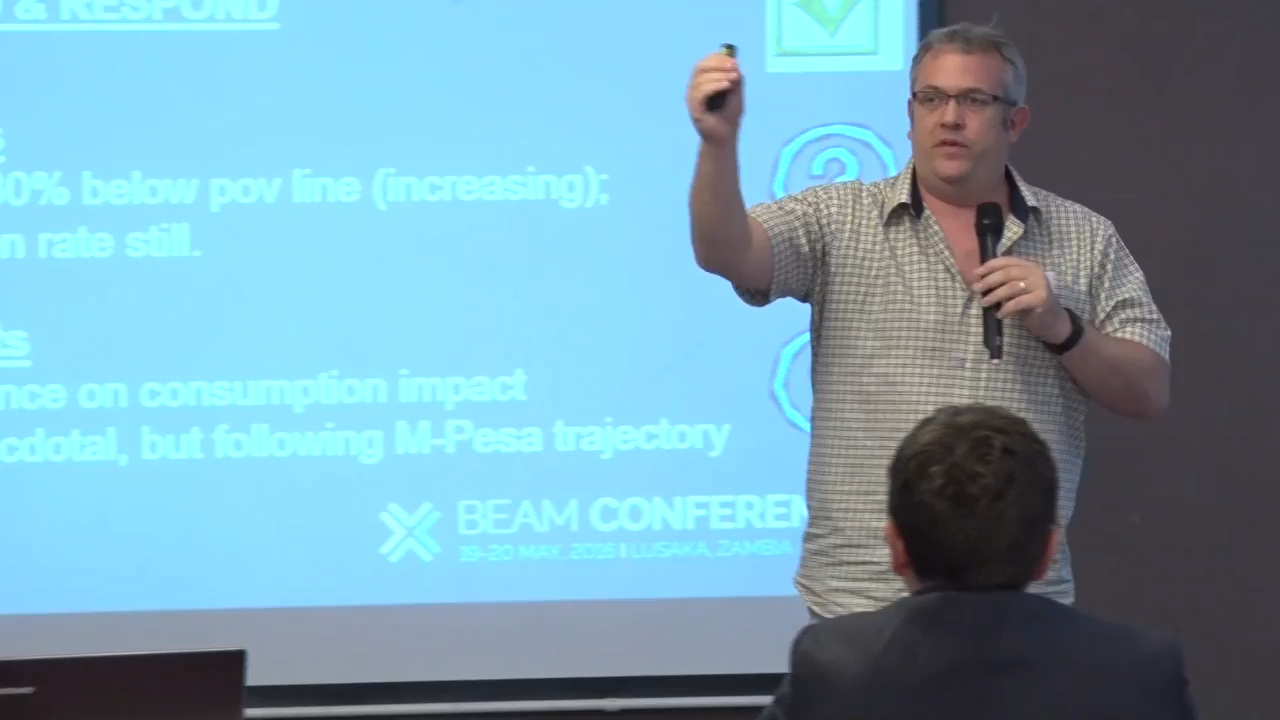 & RESPOND
?
0% below pov line (increasing);
n rate still.
ts
nce on consumption impact
cdotal, but following M-Pesa trajectory
BEAM CONFEREN
19-20 MAY, 2016 | LUSAKA, ZAMBIA